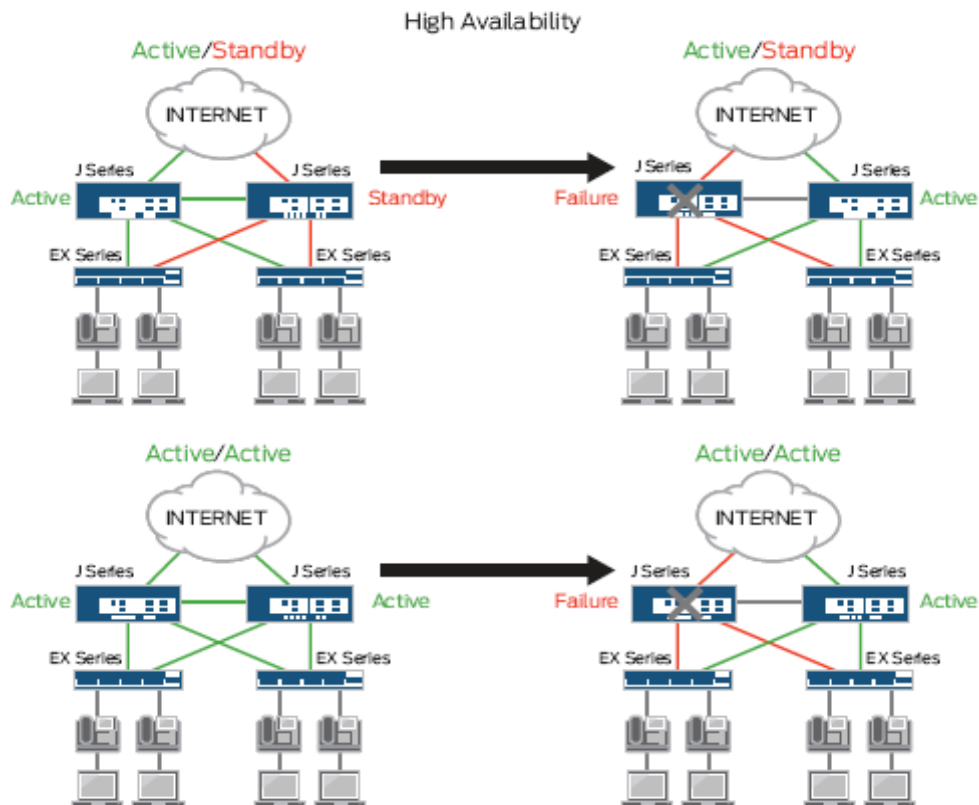 High Availability
Active/Standby
Active/Standby
INTERNET
INTERNET
J Series
J Series
J Series
J Series
Active
Standby
Failure
Active
EX Series
EX Series
EX Series
EX Series
Active/Active
Active/Active
INTERNET
INTERNET
J Series
J Series
J Series
J Series
Active
Active
Failure
Active
EX Series
EX Series
EX Series
EX Series